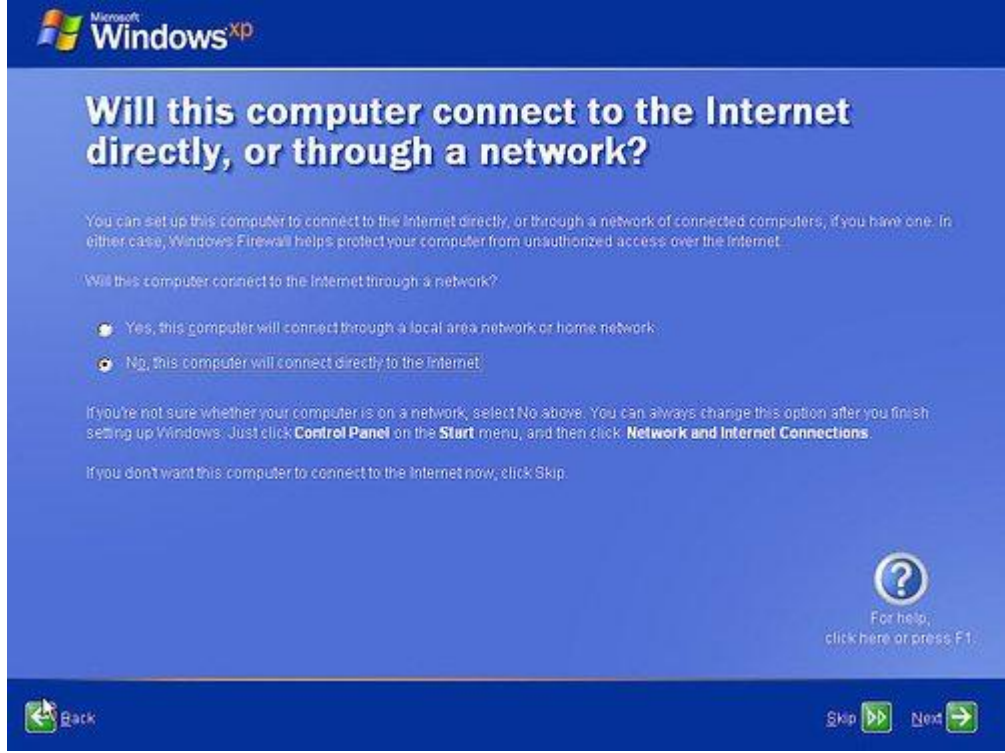 Microsoft
Windows xp
Will this computer connect to the Internet
directly, or through a network?
You can set up this computer to connect to the Internet directly, or through a network of connected computers, if you have one. In
either case, Windows Firewall helps protect your computer from unauthorized access over the Internet.
Will this computer connect to the Internet through a network?
Yes, this computer will connect through a local area network or home network
No, this computer will connect directly to the Internet
If you're not sure whether your computer is on a network, select No above. You can always change this option after you finish
setting up Windows. Just click Control Panel on the Start menu, and then click Network and Internet Connections.
If you don't want this computer to connect to the Internet now, click Skip.
For help,
click here or press F1.
Back
Skip
Next